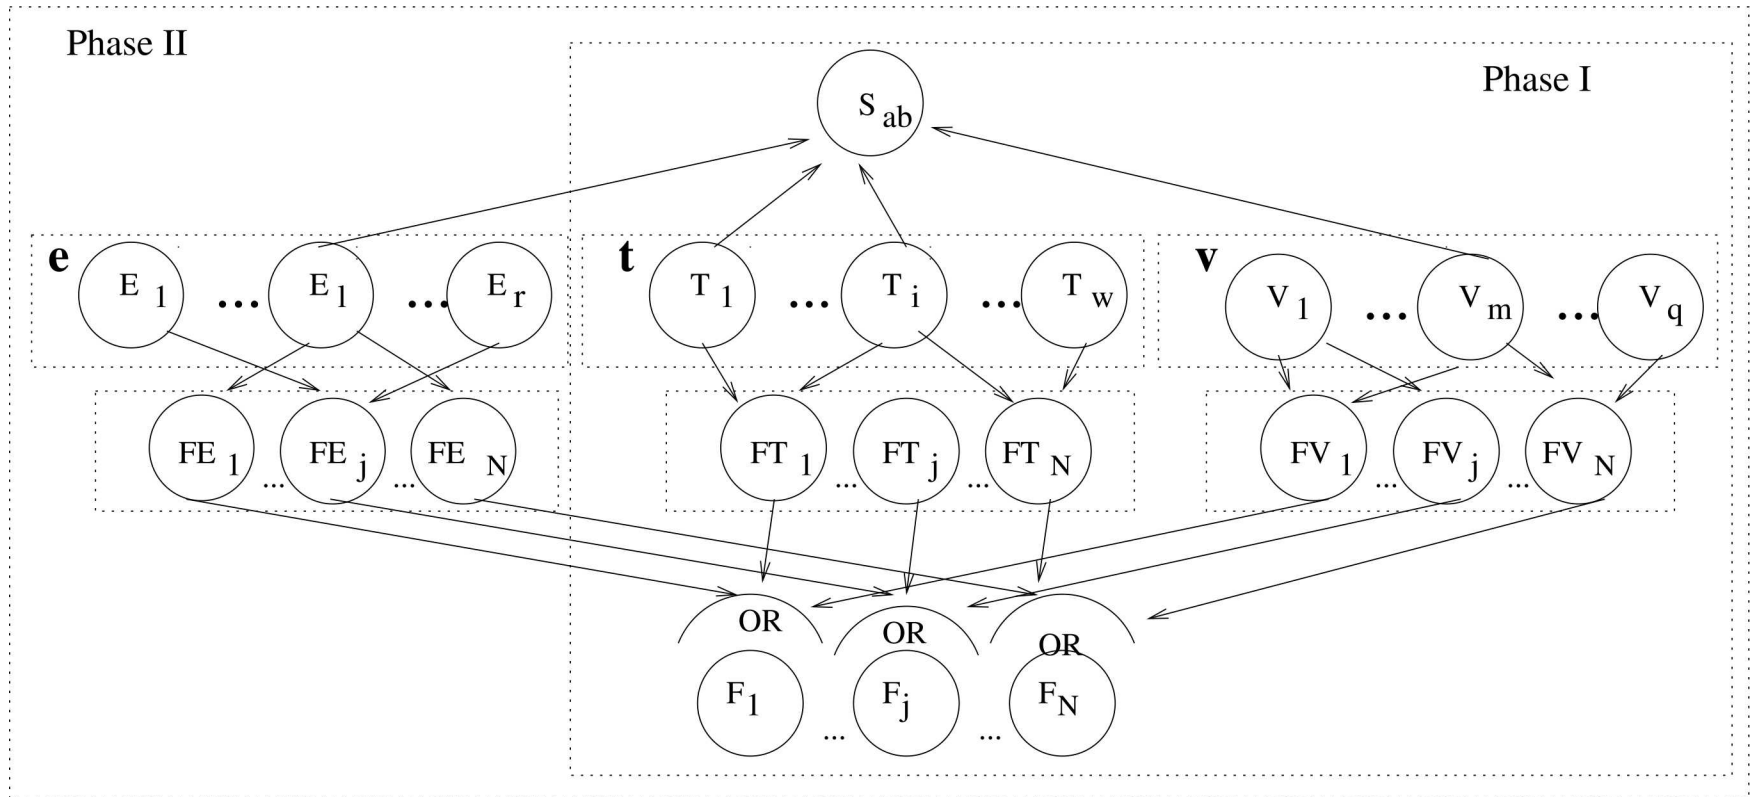 Phase II
Phase I
S ab
e E 1 ... E l ... E r
t T 1 ... T i ... T w
v V 1 ... V m ... V q
FE 1 ... FE j ... FE N
FT 1 ... FT j ... FT N
FV 1 ... FV j ... FV N
OR OR OR
F 1 ... F j ... F N